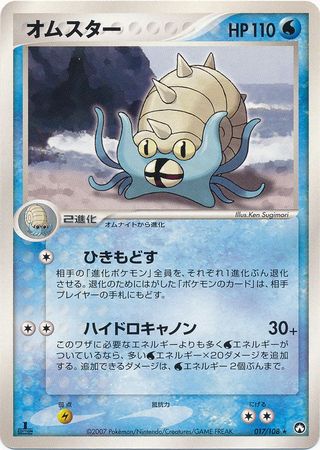 オムスター HP110
Illus.Ken Sugimori
2進化 オムナイトから進化
ひきもどす
相手の「進化ポケモン」全員を、それぞれ1進化ぶん退化
させる。退化のためにはがした「ポケモンのカード」は、相手
プレイヤーの手札にもどす。
ハイドロキャノン 30+
このワザに必要なエネルギーよりも多く エネルギーが
ついているなら、多い エネルギー×20ダメージを追加
する。追加できるダメージは、 エネルギー2個ぶんまで。
弱点 抵抗力 にげる
1
©2007 Pokémon/Nintendo/Creatures/GAME FREAK 017/108 ★